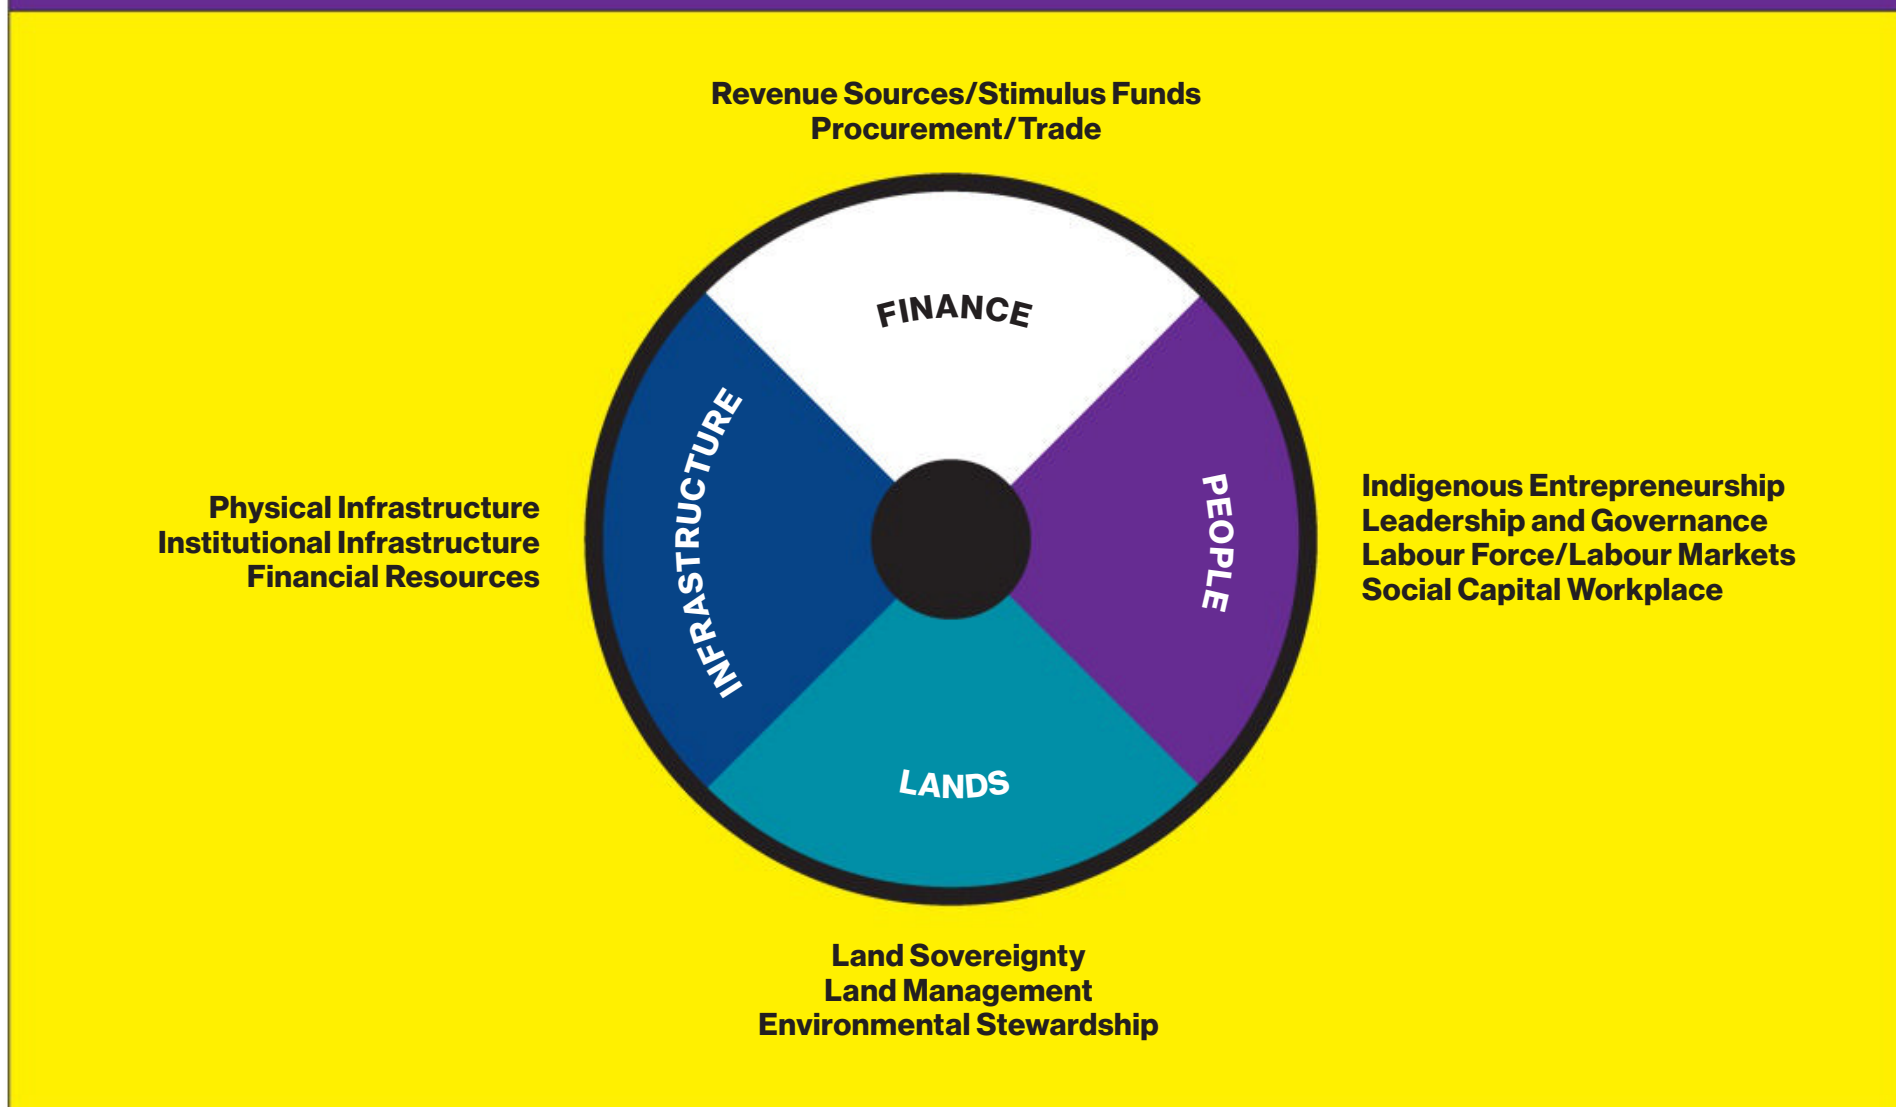 Revenue Sources/Stimulus Funds
Procurement/Trade
FINANCE
INFRASTRUCTURE
PEOPLE
LANDS
Physical Infrastructure
Institutional Infrastructure
Financial Resources
Indigenous Entrepreneurship
Leadership and Governance
Labour Force/Labour Markets
Social Capital Workplace
Land Sovereignty
Land Management
Environmental Stewardship